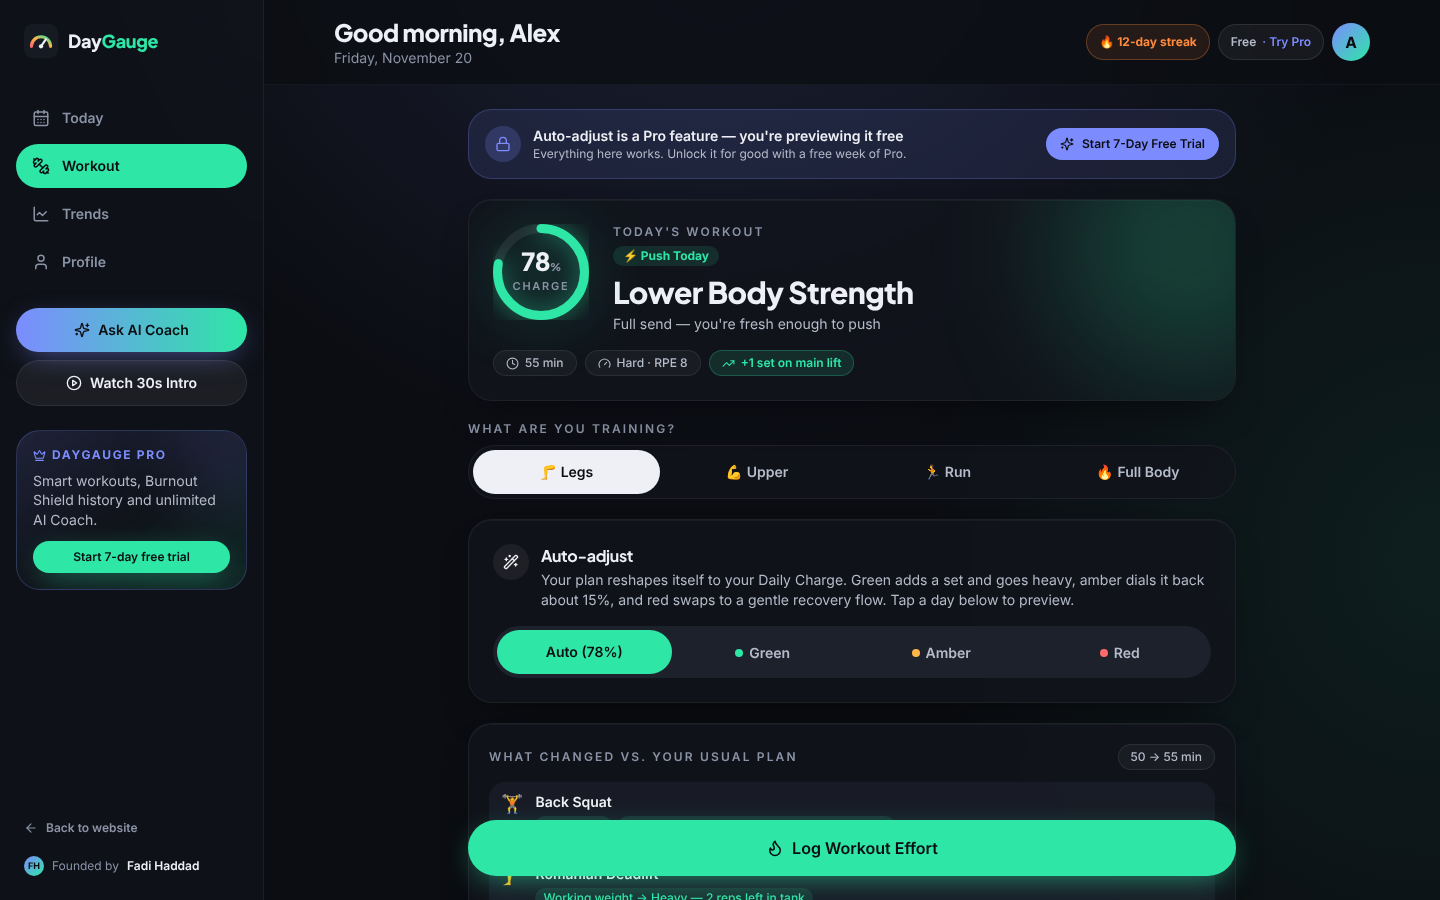 DayGauge
Today
Workout
Trends
Profile
Ask AI Coach
Watch 30s Intro
DAYGAUGE PRO
Smart workouts, Burnout
Shield history and unlimited
AI Coach.
Start 7-day free trial
Back to website
FH Founded by Fadi Haddad
Good morning, Alex
Friday, November 20
🔥 12-day streak
Free · Try Pro
A
Auto-adjust is a Pro feature — you're previewing it free
Everything here works. Unlock it for good with a free week of Pro.
Start 7-Day Free Trial
78%
CHARGE
TODAY'S WORKOUT
⚡ Push Today
Lower Body Strength
Full send — you're fresh enough to push
55 min
Hard · RPE 8
+1 set on main lift
WHAT ARE YOU TRAINING?
🦵 Legs
💪 Upper
🏃 Run
🔥 Full Body
Auto-adjust
Your plan reshapes itself to your Daily Charge. Green adds a set and goes heavy, amber dials it back
about 15%, and red swaps to a gentle recovery flow. Tap a day below to preview.
Auto (78%)
Green
Amber
Red
WHAT CHANGED VS. YOUR USUAL PLAN
50 → 55 min
Back Squat
Log Workout Effort
Romanian Deadlift
Working weight → Heavy — 2 reps left in tank